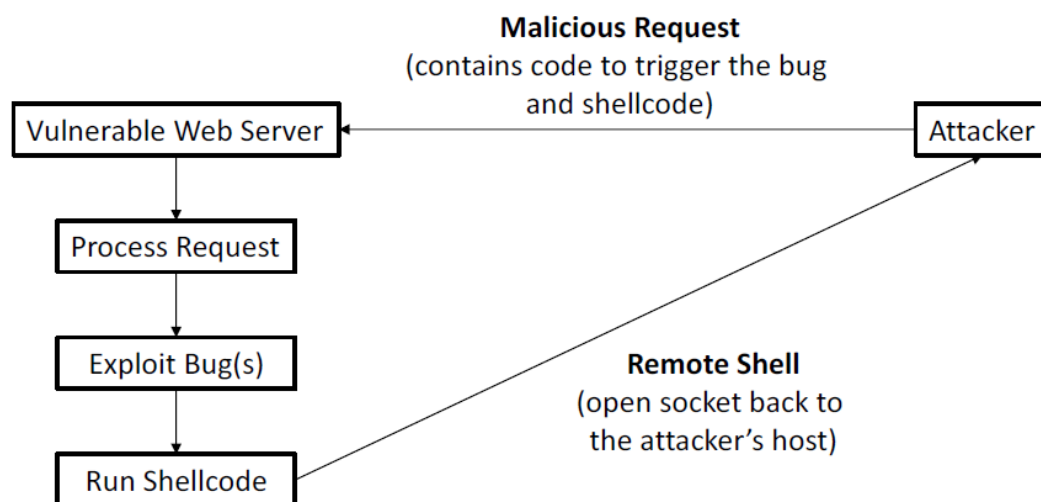 Malicious Request
(contains code to trigger the bug
and shellcode)
Vulnerable Web Server
Attacker
Process Request
Exploit Bug(s)
Remote Shell
(open socket back to
the attacker’s host)
Run Shellcode